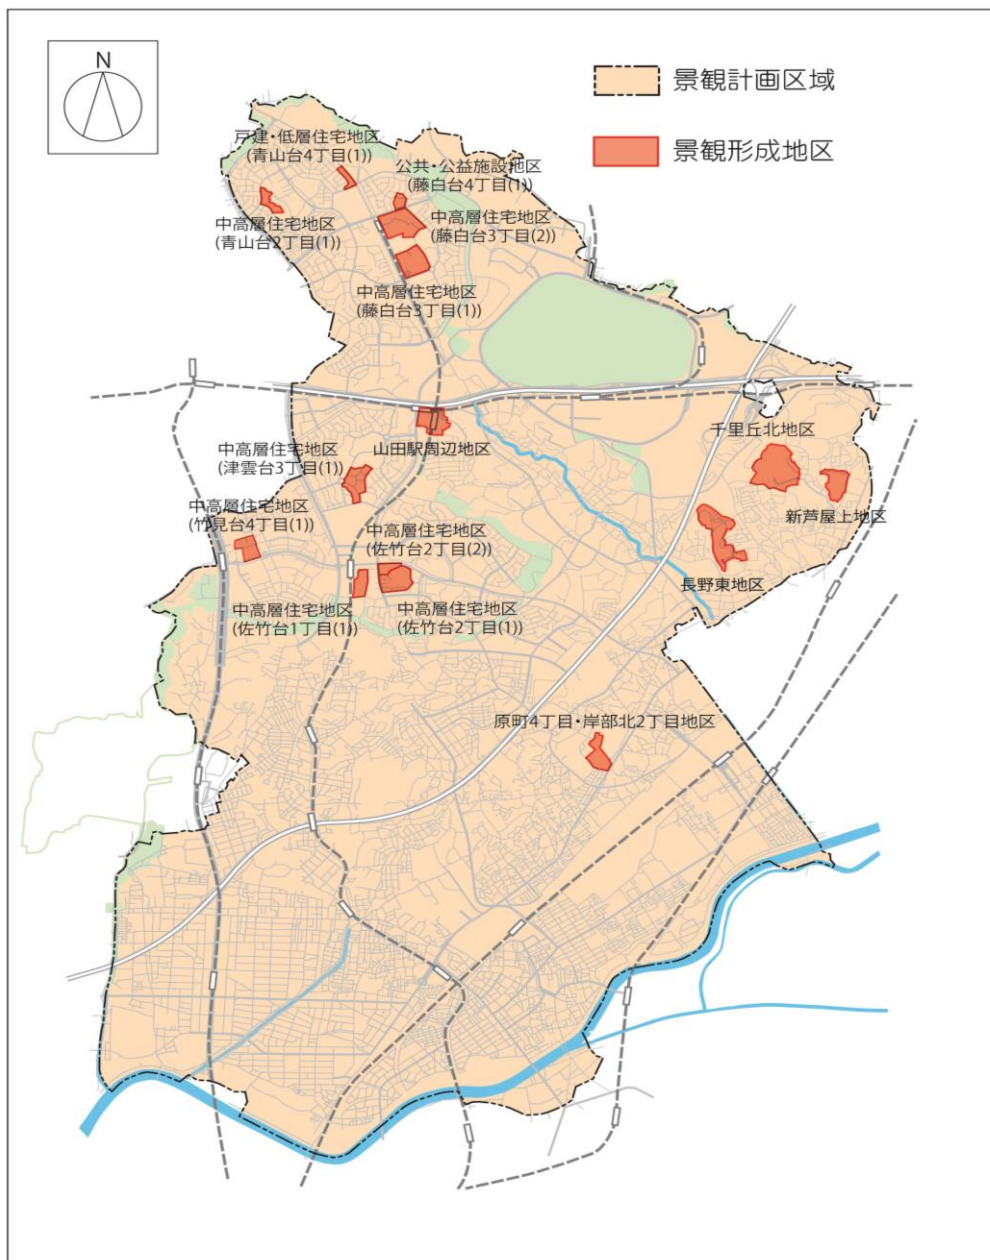 N
景観計画区域
景観形成地区
戸建・低層住宅地区
(青山台4丁目(1))
公共・公益施設地区
(藤白台4丁目(1))
中高層住宅地区
(青山台2丁目(1))
中高層住宅地区
(藤白台3丁目(2))
中高層住宅地区
(藤白台3丁目(1))
山田駅周辺地区
千里丘北地区
中高層住宅地区
(津雲台3丁目(1))
新芦屋上地区
中高層住宅地区
(竹見台4丁目(1))
中高層住宅地区
(佐竹台2丁目(2))
長野東地区
中高層住宅地区
(佐竹台1丁目(1))
中高層住宅地区
(佐竹台2丁目(1))
原町4丁目・岸部北2丁目地区